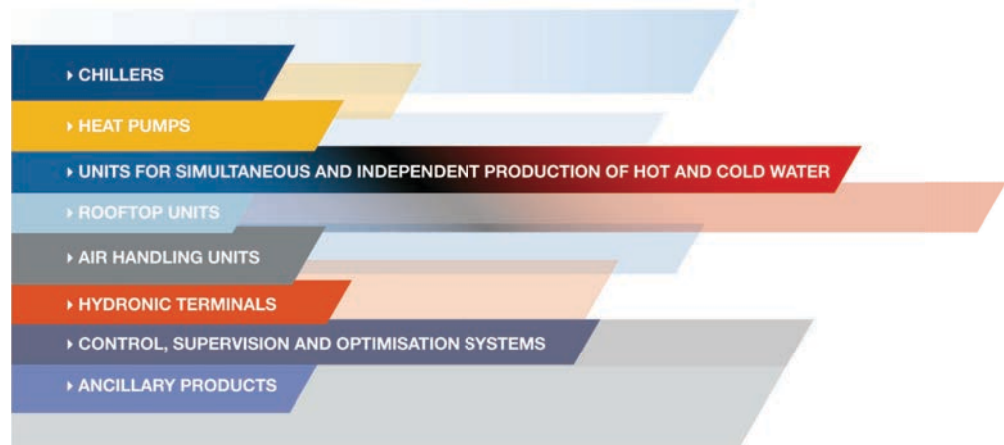 CHILLERS
HEAT PUMPS
UNITS FOR SIMULTANEOUS AND INDEPENDENT PRODUCTION OF HOT AND COLD WATER
ROOFTOP UNITS
AIR HANDLING UNITS
HYDRONIC TERMINALS
CONTROL, SUPERVISION AND OPTIMISATION SYSTEMS
ANCILLARY PRODUCTS